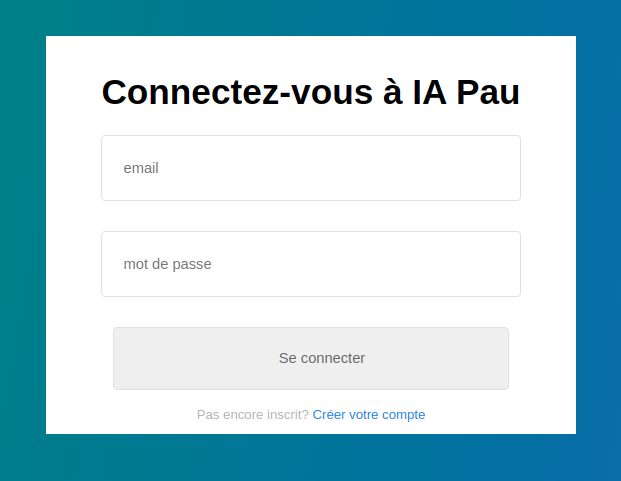 Connectez-vous à IA Pau
email
mot de passe
Se connecter
Pas encore inscrit? Créer votre compte